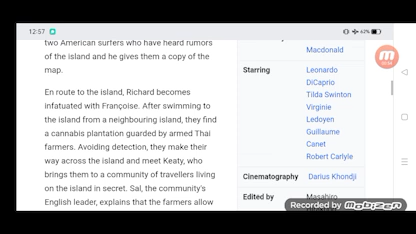 12:57
62%
two American surfers who have heard rumors
of the island and he gives them a copy of the
map.
En route to the island, Richard becomes
infatuated with Françoise. After swimming to
the island from a neighbouring island, they find
a cannabis plantation guarded by armed Thai
farmers. Avoiding detection, they make their
way across the island and meet Keaty, who
brings them to a community of travellers living
on the island in secret. Sal, the community's
English leader, explains that the farmers allow
Macdonald
Starring Leonardo
DiCaprio
Tilda Swinton
Virginie
Ledoyen
Guillaume
Canet
Robert Carlyle
Cinematography Darius Khondji
Edited by Masahiro
Recorded by mobizen